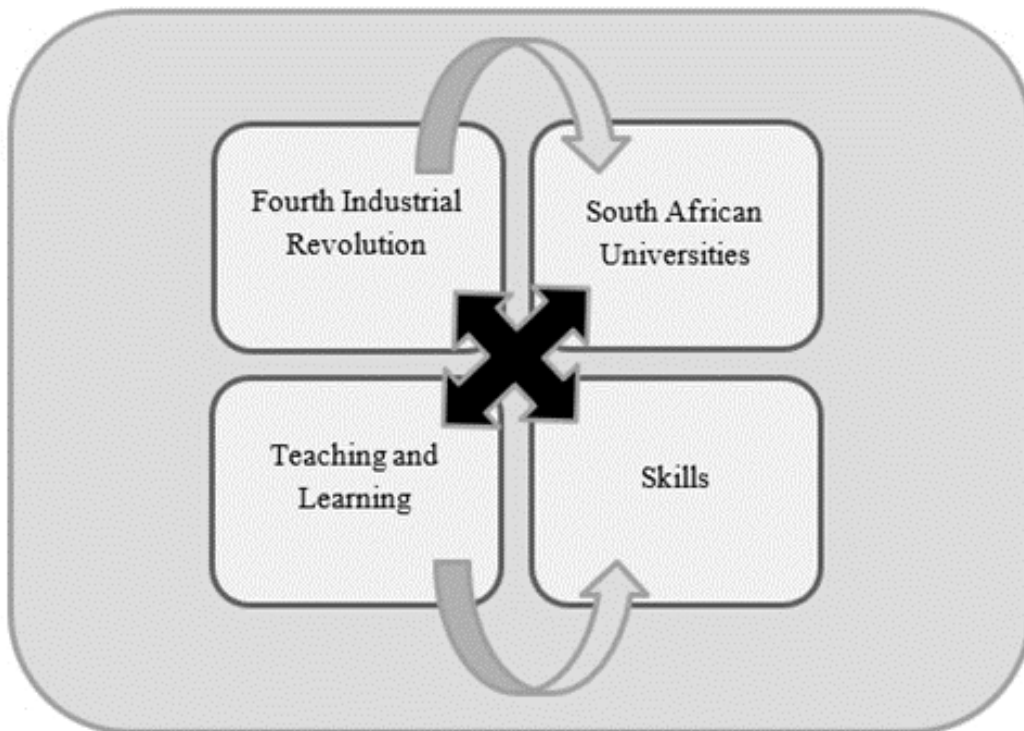 Fourth Industrial
Revolution
South African
Universities
Teaching and
Learning
Skills